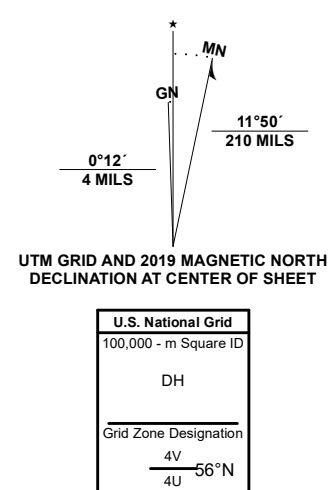 ★
MN
GN
11°50´
210 MILS
0°12´
4 MILS
UTM GRID AND 2019 MAGNETIC NORTH
DECLINATION AT CENTER OF SHEET
U.S. National Grid
100,000 - m Square ID
DH
Grid Zone Designation
4V
56°N
4U